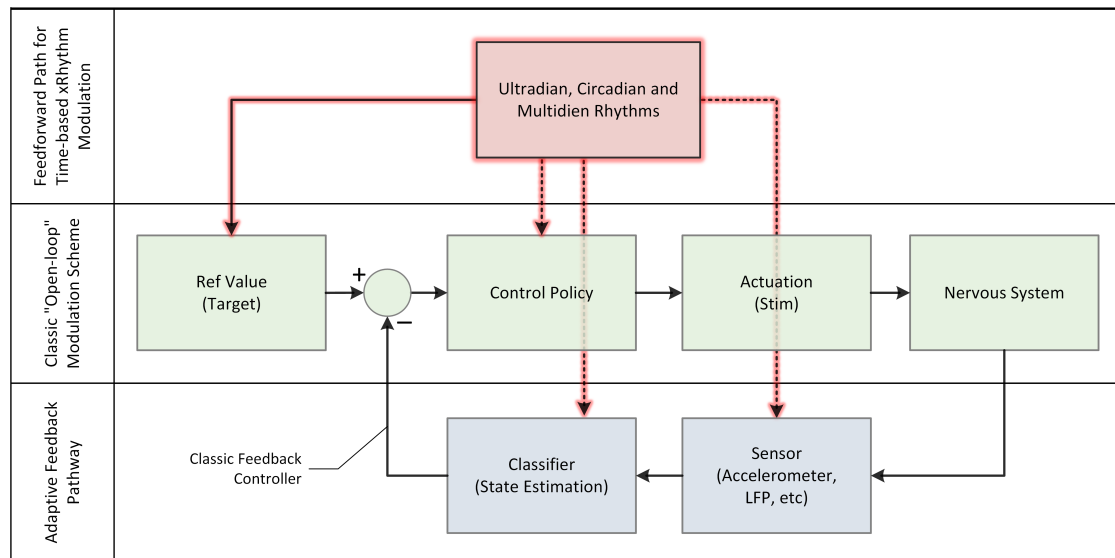 Feedforward Path for
Time-based xRhythm
Modulation
Ultradian, Circadian and
Multidien Rhythms
Classic "Open-loop"
Modulation Scheme
Ref Value
(Target)
+
−
Control Policy
Actuation
(Stim)
Nervous System
Adaptive Feedback
Pathway
Classic Feedback
Controller
Classifier
(State Estimation)
Sensor
(Accelerometer,
LFP, etc)